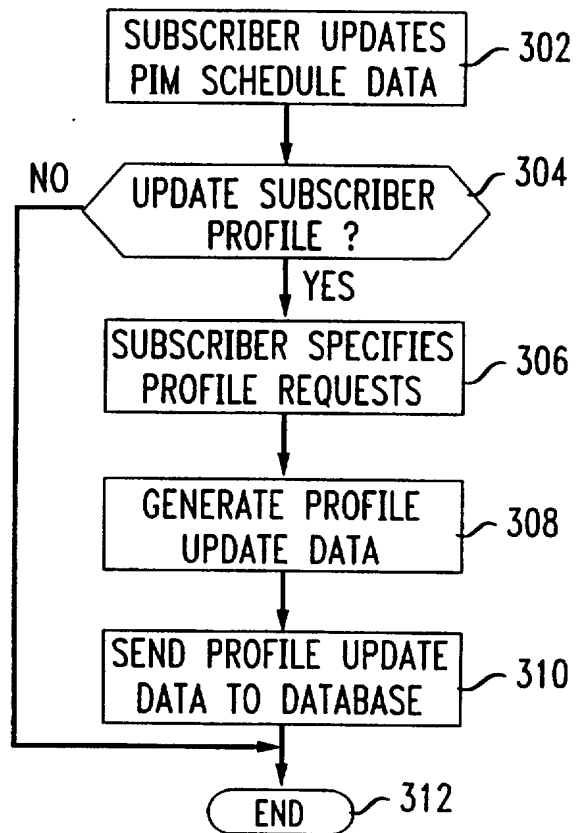 SUBSCRIBER UPDATES
PIM SCHEDULE DATA
302
NO
UPDATE SUBSCRIBER
PROFILE ?
304
YES
SUBSCRIBER SPECIFIES
PROFILE REQUESTS
306
GENERATE PROFILE
UPDATE DATA
308
SEND PROFILE UPDATE
DATA TO DATABASE
310
END
312